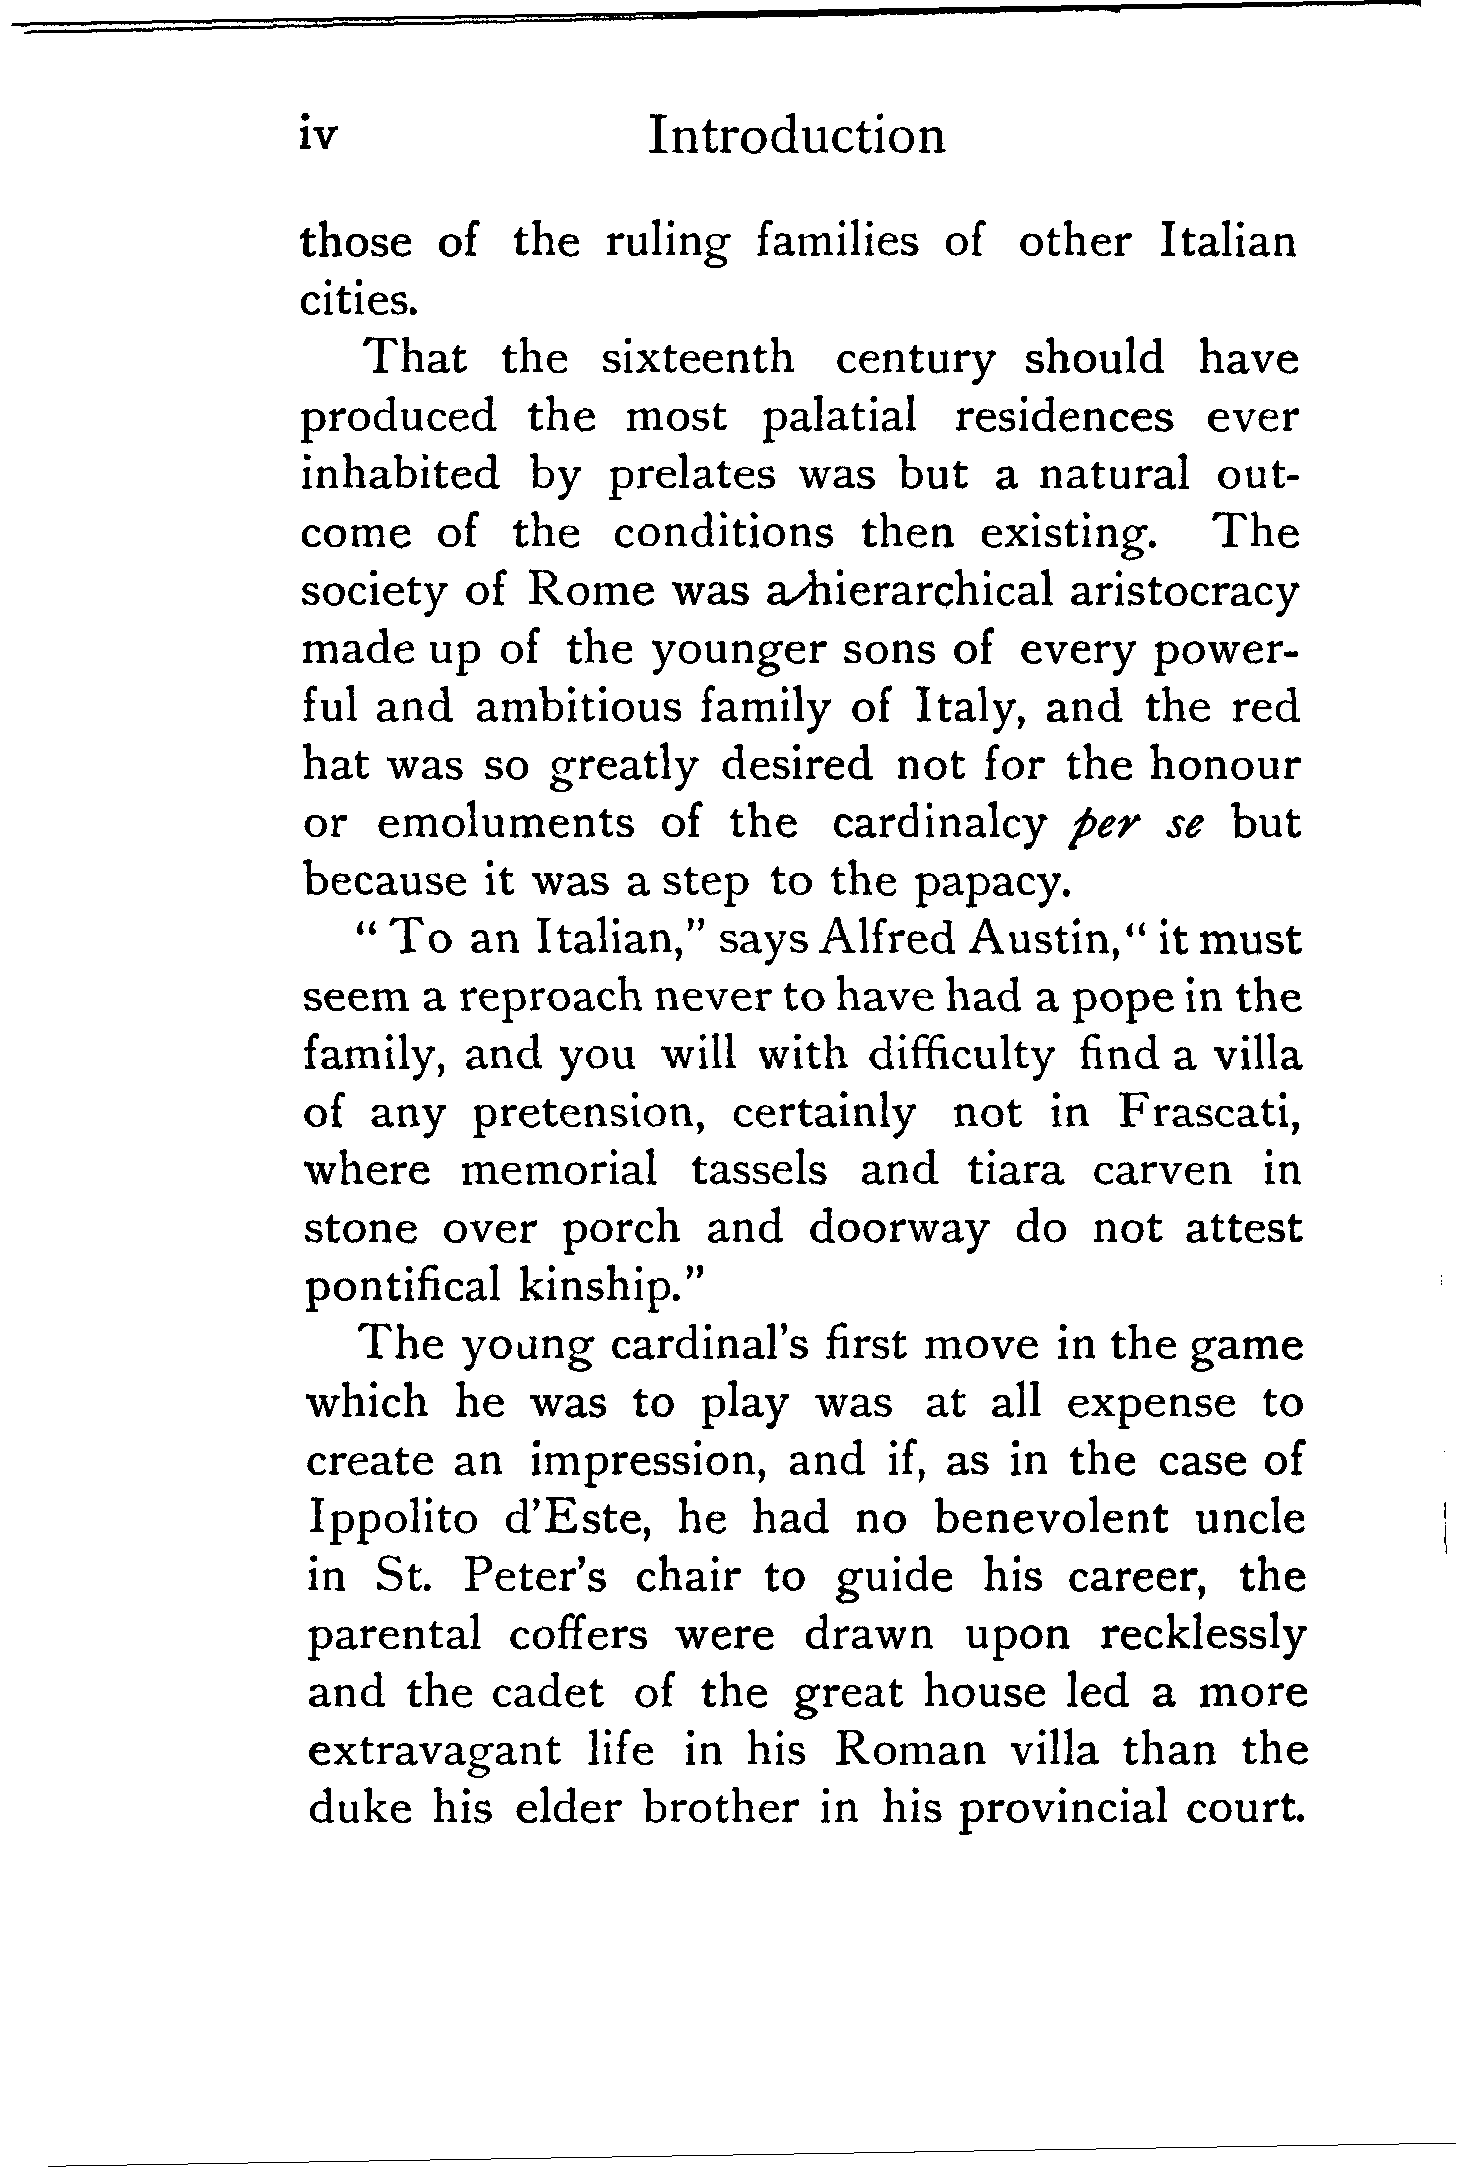 iv Introduction
those of the ruling families of other Italian
cities.
That the sixteenth century should have
produced the most palatial residences ever
inhabited by prelates was but a natural out-
come of the conditions then existing. The
society of Rome was a hierarchical aristocracy
made up of the younger sons of every power-
ful and ambitious family of Italy, and the red
hat was so greatly desired not for the honour
or emoluments of the cardinalcy per se but
because it was a step to the papacy.
“ To an Italian,” says Alfred Austin,“ it must
seem a reproach never to have had a pope in the
family, and you will with difficulty find a villa
of any pretension, certainly not in Frascati,
where memorial tassels and tiara carven in
stone over porch and doorway do not attest
pontifical kinship.”
The young cardinal’s first move in the game
which he was to play was at all expense to
create an impression, and if, as in the case of
Ippolito d’Este, he had no benevolent uncle
in St. Peter’s chair to guide his career, the
parental coffers were drawn upon recklessly
and the cadet of the great house led a more
extravagant life in his Roman villa than the
duke his elder brother in his provincial court.